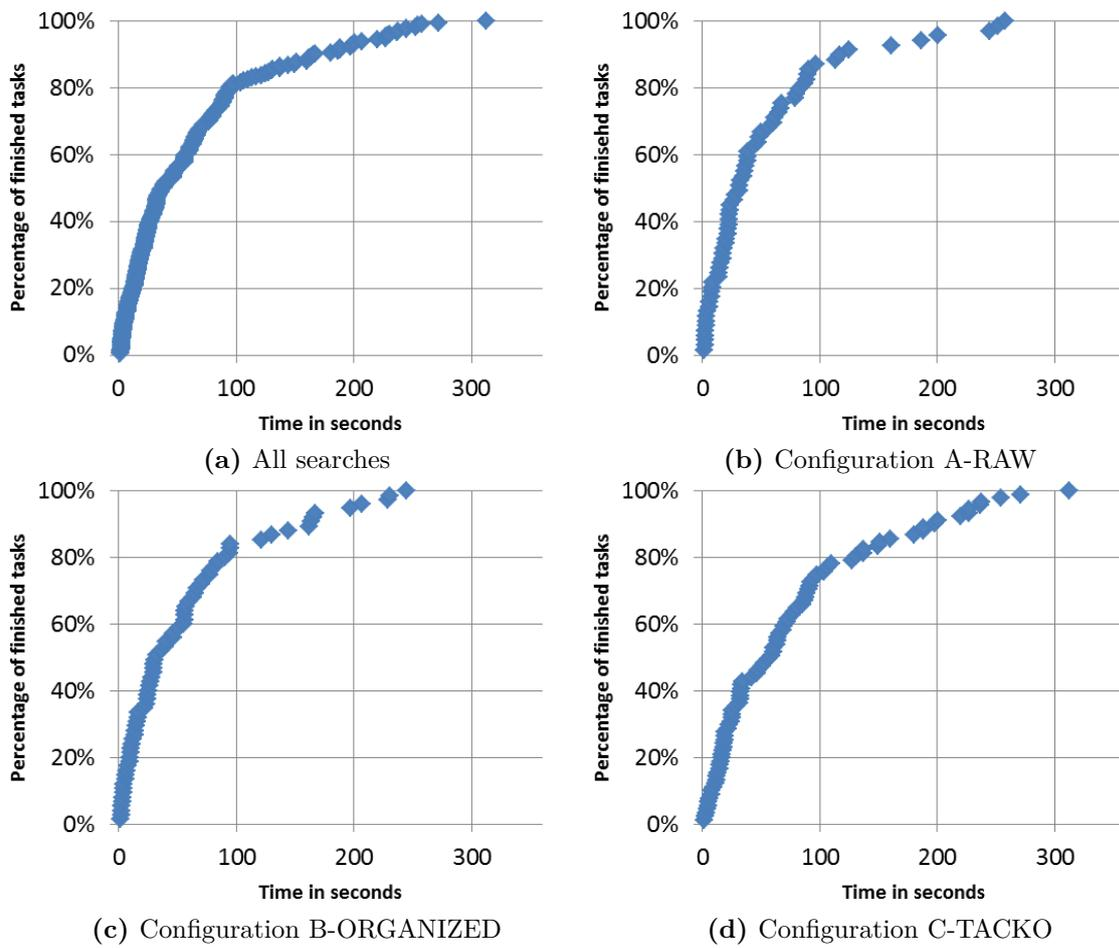 100%
80%
60%
40%
20%
0%
Percentage of finished tasks
0 100 200 300
Time in seconds
(a) All searches
100%
80%
60%
40%
20%
0%
Percentage of finisehd tasks
0 100 200 300
Time in seconds
(b) Configuration A-RAW
100%
80%
60%
40%
20%
0%
Percentage of finished tasks
0 100 200 300
Time in seconds
(c) Configuration B-ORGANIZED
100%
80%
60%
40%
20%
0%
Percentage of finished tasks
0 100 200 300
Time in seconds
(d) Configuration C-TACKO